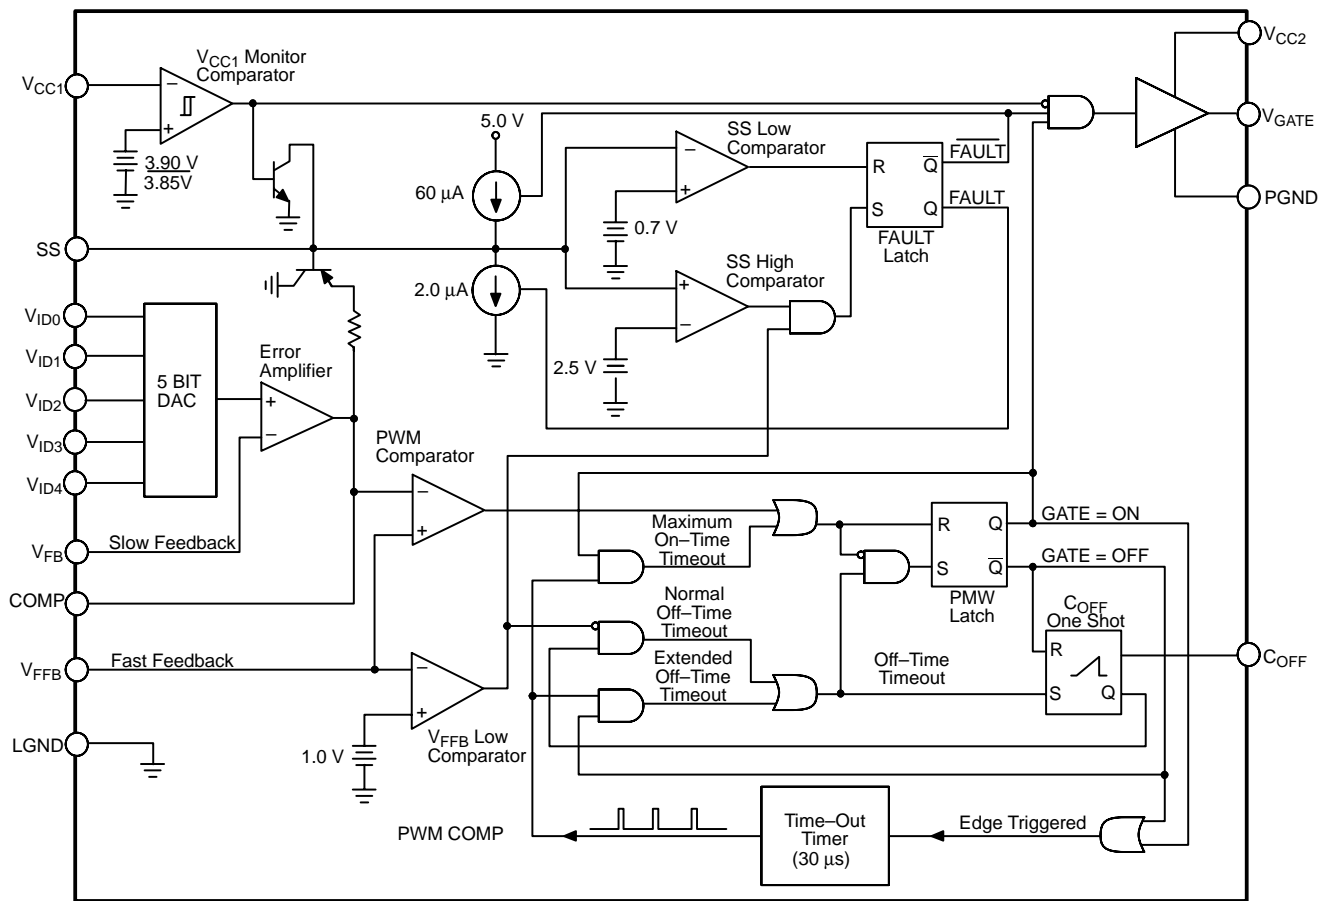 VCC1
VCC1 Monitor
Comparator
−
+
3.90 V
3.85V
5.0 V
60 μA
SS Low
Comparator
−
+
0.7 V
R
S
Q
Q
FAULT
FAULT
FAULT
Latch
VCC2
VGATE
PGND
SS
2.0 μA
SS High
Comparator
+
−
2.5 V
VID0
VID1
VID2
VID3
VID4
5 BIT
DAC
Error
Amplifier
+
−
PWM
Comparator
−
+
VFB
Slow Feedback
COMP
VFFB
Fast Feedback
−
+
VFFB Low
Comparator
1.0 V
LGND
Maximum
On–Time
Timeout
Normal
Off–Time
Timeout
Extended
Off–Time
Timeout
R
S
Q
Q
PMW
Latch
GATE = ON
GATE = OFF
COFF
One Shot
R
S
Q
COFF
Off–Time
Timeout
PWM COMP
Time–Out
Timer
(30 μs)
Edge Triggered